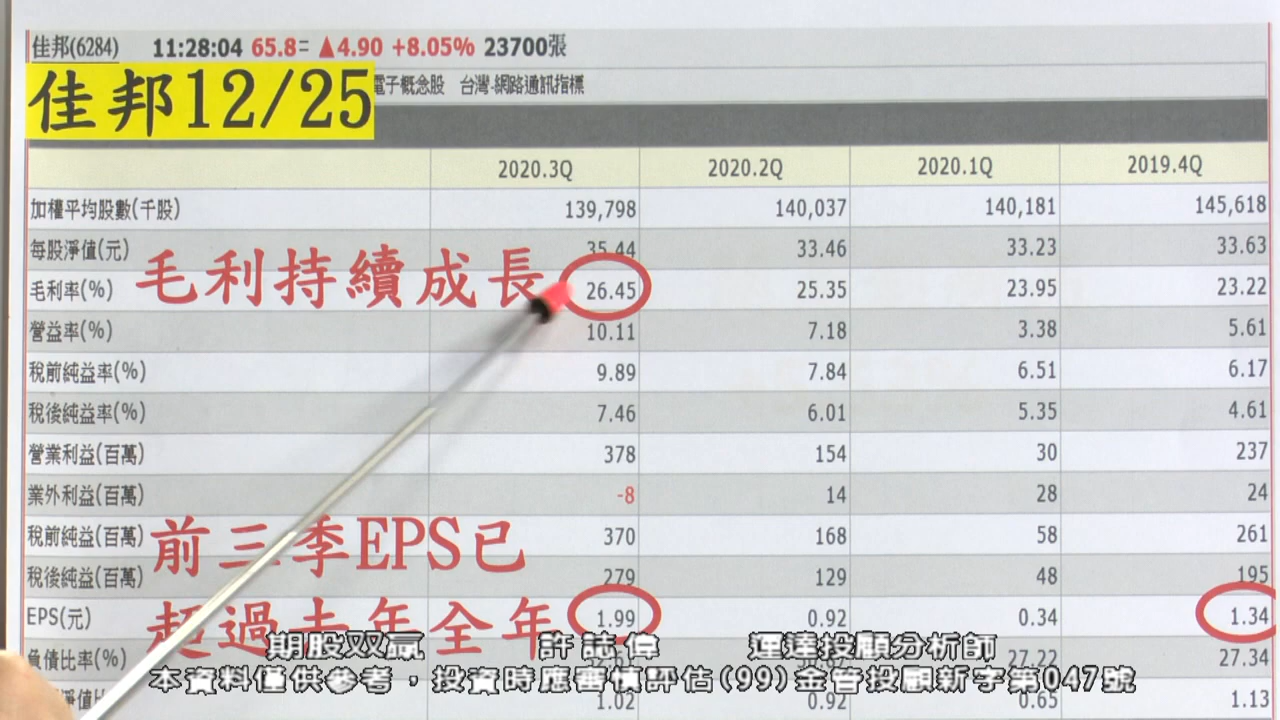 佳邦(6284) 11:28:04 65.8= ▲4.90 +8.05% 23700張
佳邦12/25 電子概念股 台灣-網路通訊指標
2020.3Q 2020.2Q 2020.1Q 2019.4Q
加權平均股數(千股) 139,798 140,037 140,181 145,618
每股淨值(元) 35.44 33.46 33.23 33.63
毛利持續成長
毛利率(%) 26.45 25.35 23.95 23.22
營益率(%) 10.11 7.18 3.38 5.61
稅前純益率(%) 9.89 7.84 6.51 6.17
稅後純益率(%) 7.46 6.01 5.35 4.61
營業利益(百萬) 378 154 30 237
業外利益(百萬) -8 14 28 24
稅前純益(百萬) 370 168 58 261
前三季EPS已
稅後純益(百萬) 279 129 48 195
EPS(元) 1.99 0.92 0.34 1.34
超過去年全年
期股双贏 許誌偉 運達投顧分析師
負債比率(%) 27.22 27.34
本資料僅供參考，投資時應審慎評估(99)金管投顧新字第047號
1.02 0.92 0.65 1.13